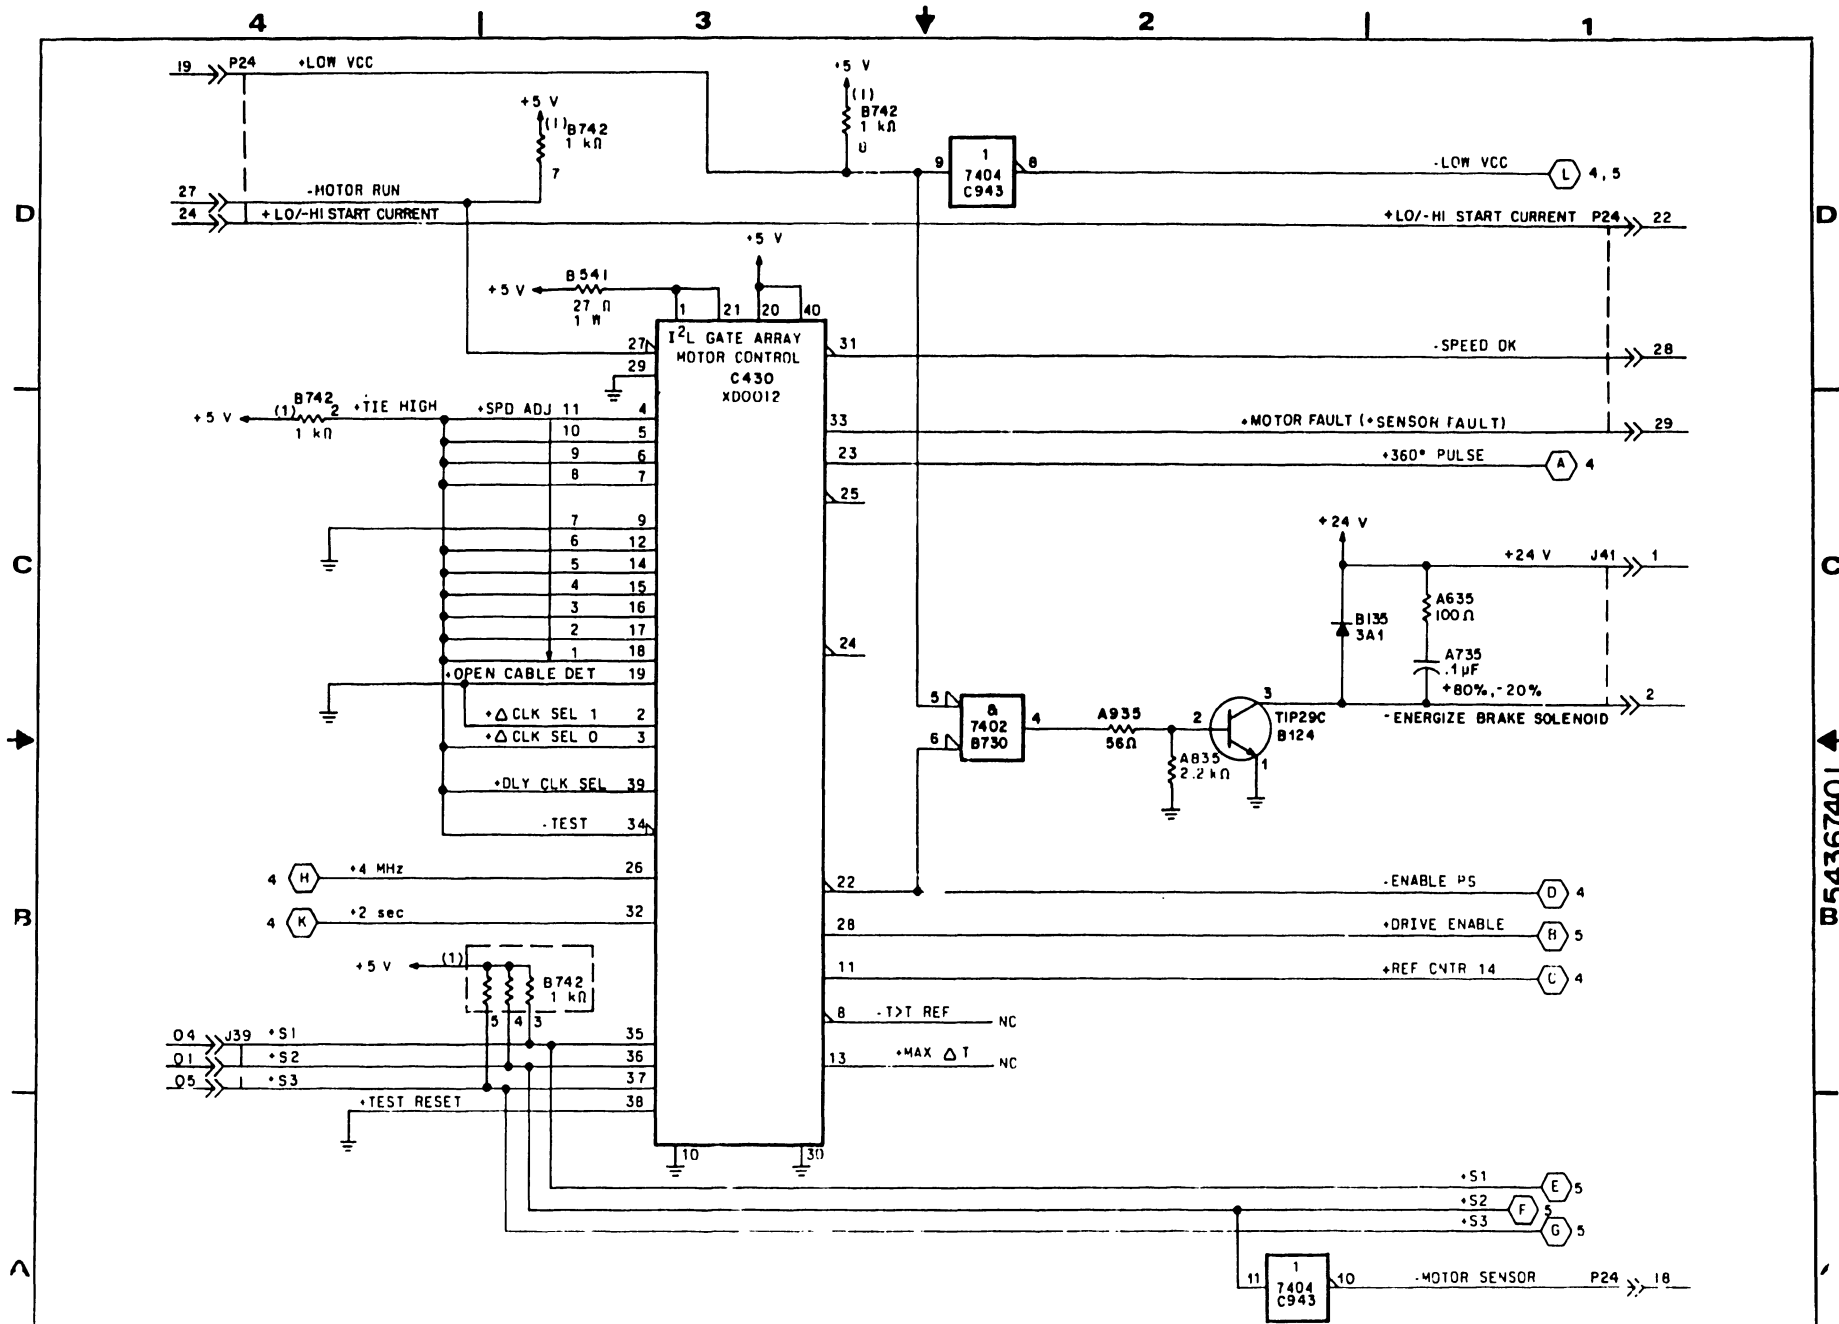 4 3 2 1
19 P24 +LOW VCC
+5 V
(1)
B742
1 kΩ
8
+5 V
(1) B742
1 kΩ
7
9 1 8
7404
C943
-LOW VCC L 4, 5
27 -MOTOR RUN
24 +LO/-HI START CURRENT
+LO/-HI START CURRENT P24 22
D D
+5 V
B541
+5 V
27 Ω
1 W
1 21 20 40
I²L GATE ARRAY
MOTOR CONTROL
C430
XD0012
27
29
31 -SPEED OK 28
B742
+5 V (1) 2 +TIE HIGH
1 kΩ
+SPD ADJ 11 4
10 5
9 6
8 7
7 9
6 12
5 14
4 15
3 16
2 17
1 18
33 +MOTOR FAULT (+SENSOR FAULT) 29
23 +360° PULSE A 4
25
24
C C
+24 V
+24 V J41 1
A635
100Ω
B135
3A1
A735
.1µF
+80%, -20%
2
-ENERGIZE BRAKE SOLENOID
+OPEN CABLE DET 19
+Δ CLK SEL 1 2
+Δ CLK SEL 0 3
+DLY CLK SEL 39
-TEST 34
5 & 4
6 7402
B730
A935
56Ω
A835
2.2 kΩ
2 3 1
TIP29C
B124
B54367401
4 H +4 MHz 26
4 K +2 sec 32
22 -ENABLE PS D 4
28 +DRIVE ENABLE B 5
11 +REF CNTR 14 C 4
8 -T>T REF NC
13 +MAX Δ T NC
B B
+5 V (1)
B742
1 kΩ
5 4 3
04 J39 +S1 35
01 +S2 36
05 +S3 37
+TEST RESET 38
10 30
+S1 E 5
+S2 F 5
+S3 G 5
A
11 1 10
7404
C943
-MOTOR SENSOR P24 18